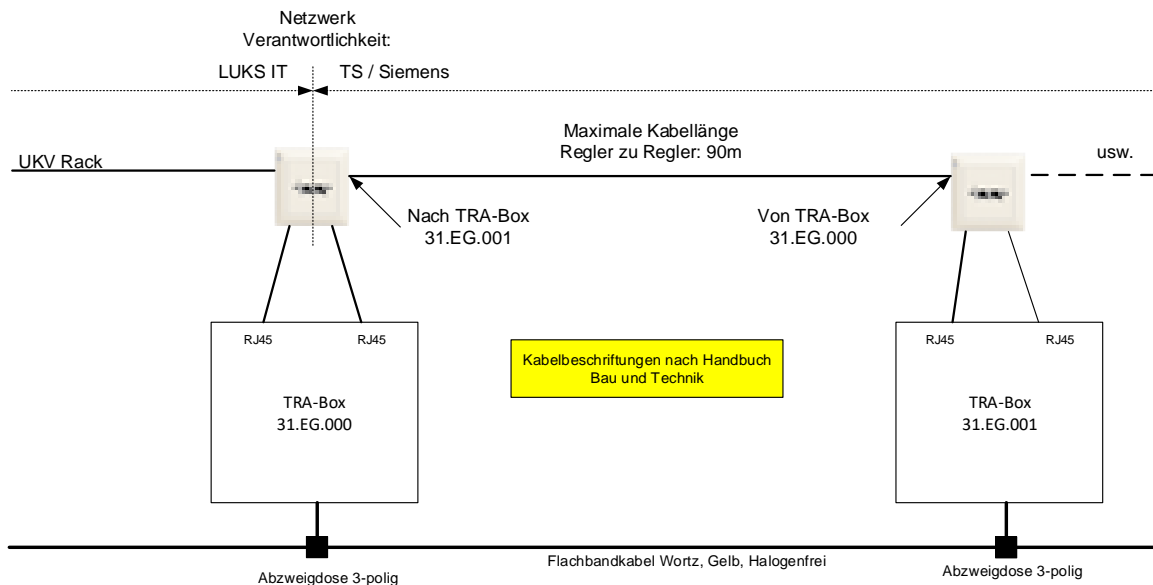 Netzwerk
Verantwortlichkeit:
LUKS IT
TS / Siemens
UKV Rack
Maximale Kabellänge
Regler zu Regler: 90m
usw.
Nach TRA-Box
31.EG.001
Von TRA-Box
31.EG.000
RJ45
RJ45
RJ45
RJ45
Kabelbeschriftungen nach Handbuch
Bau und Technik
TRA-Box
31.EG.000
TRA-Box
31.EG.001
Flachbandkabel Wortz, Gelb, Halogenfrei
Abzweigdose 3-polig
Abzweigdose 3-polig